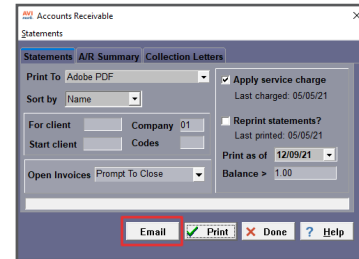 AVI Accounts Receivable
Statements
Statements A/R Summary Collection Letters
Print To Adobe PDF
Sort by Name
For client Company 01
Start client Codes
Open Invoices Prompt To Close
Apply service charge
Last charged: 05/05/21
Reprint statements?
Last printed: 05/05/21
Print as of 12/09/21
Balance > 1.00
Email Print Done ? Help